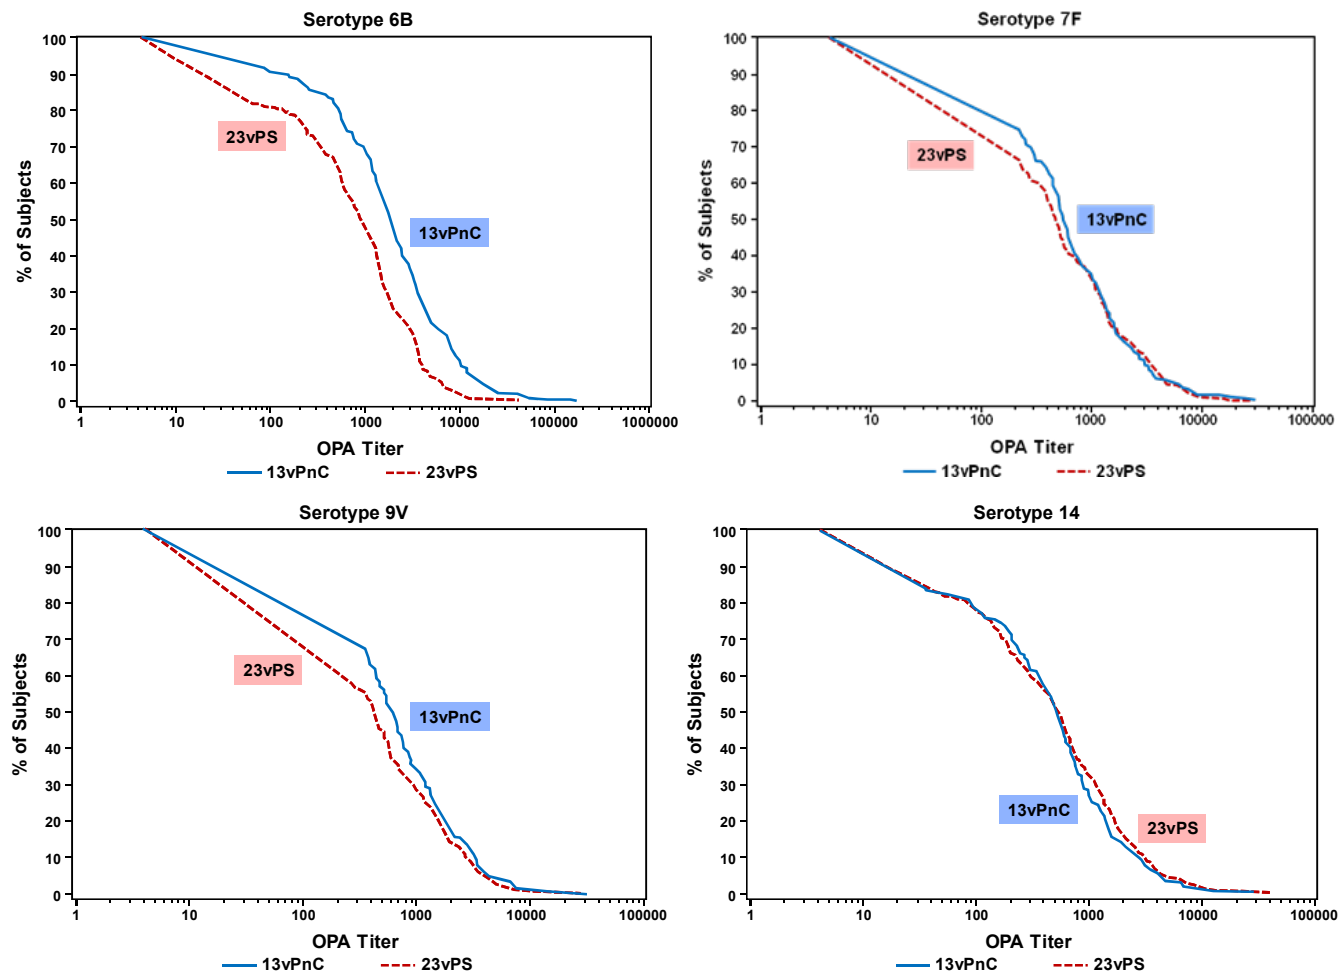 Serotype 6B
% of Subjects
100
90
80
70
60
50
40
30
20
10
0
23vPS
13vPnC
1 10 100 1000 10000 100000 1000000
OPA Titer
13vPnC 23vPS
Serotype 7F
% of Subjects
100
90
80
70
60
50
40
30
20
10
0
23vPS
13vPnC
1 10 100 1000 10000 100000
OPA Titer
13vPnC 23vPS
Serotype 9V
% of Subjects
100
90
80
70
60
50
40
30
20
10
0
23vPS
13vPnC
1 10 100 1000 10000 100000
OPA Titer
13vPnC 23vPS
Serotype 14
% of Subjects
100
90
80
70
60
50
40
30
20
10
0
13vPnC
23vPS
1 10 100 1000 10000 100000
OPA Titer
13vPnC 23vPS